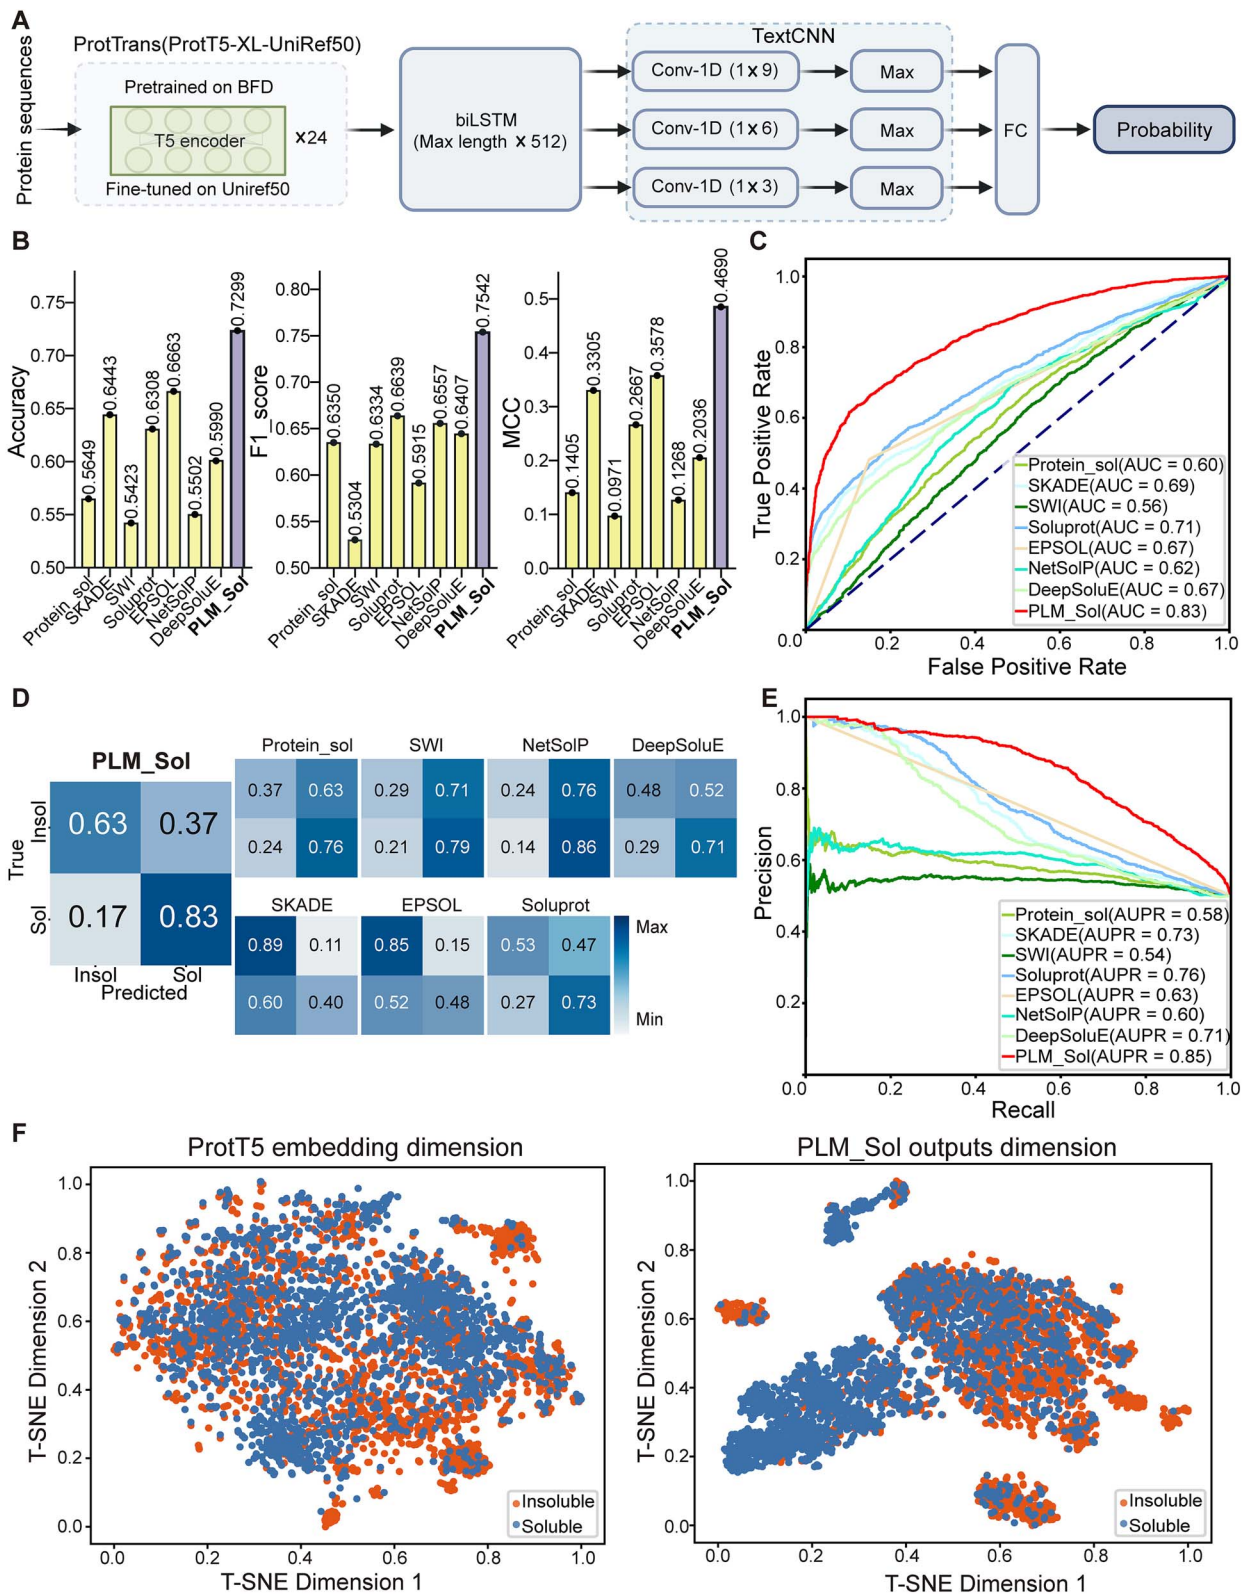 A
Protein sequences
ProtTrans(ProtT5-XL-UniRef50)
Pretrained on BFD
T5 encoder
x24
Fine-tuned on Uniref50
biLSTM
(Max length x 512)
TextCNN
Conv-1D (1x9)
Max
Conv-1D (1x6)
Max
Conv-1D (1x3)
Max
FC
Probability
B
Accuracy
0.75
0.70
0.65
0.60
0.55
0.50
0.5649
0.6443
0.5423
0.6308
0.6663
0.5502
0.5990
0.7299
Protein_sol
SKADE
SWI
Soluprot
EPSOL
NetSolP
DeepSoluE
PLM_Sol
F1_score
0.80
0.75
0.70
0.65
0.60
0.55
0.50
0.6350
0.5304
0.6334
0.6639
0.5915
0.6557
0.6407
0.7542
Protein_sol
SKADE
SWI
Soluprot
EPSOL
NetSolP
DeepSoluE
PLM_Sol
MCC
0.5
0.4
0.3
0.2
0.1
0.0
0.1405
0.3305
0.0971
0.2667
0.3578
0.1268
0.2036
0.4690
Protein_sol
SKADE
SWI
Soluprot
EPSOL
NetSolP
DeepSoluE
PLM_Sol
C
True Positive Rate
1.0
0.8
0.6
0.4
0.2
0.0
0.2
0.4
0.6
0.8
1.0
False Positive Rate
Protein_sol(AUC = 0.60)
SKADE(AUC = 0.69)
SWI(AUC = 0.56)
Soluprot(AUC = 0.71)
EPSOL(AUC = 0.67)
NetSolP(AUC = 0.62)
DeepSoluE(AUC = 0.67)
PLM_Sol(AUC = 0.83)
D
PLM_Sol
True
Insol
Sol
0.63 0.37
0.17 0.83
Insol Sol
Predicted
Protein_sol
0.37 0.63
0.24 0.76
SWI
0.29 0.71
0.21 0.79
NetSolP
0.24 0.76
0.14 0.86
DeepSoluE
0.48 0.52
0.29 0.71
SKADE
0.89 0.11
0.60 0.40
EPSOL
0.85 0.15
0.52 0.48
Soluprot
0.53 0.47
0.27 0.73
Max
Min
E
Precision
1.0
0.8
0.6
0.4
0.2
0.0
0.2
0.4
0.6
0.8
1.0
Recall
Protein_sol(AUPR = 0.58)
SKADE(AUPR = 0.73)
SWI(AUPR = 0.54)
Soluprot(AUPR = 0.76)
EPSOL(AUPR = 0.63)
NetSolP(AUPR = 0.60)
DeepSoluE(AUPR = 0.71)
PLM_Sol(AUPR = 0.85)
F
ProtT5 embedding dimension
T-SNE Dimension 2
1.0
0.8
0.6
0.4
0.2
0.0
0.0
0.2
0.4
0.6
0.8
1.0
T-SNE Dimension 1
Insoluble
Soluble
PLM_Sol outputs dimension
T-SNE Dimension 2
1.0
0.8
0.6
0.4
0.2
0.0
0.0
0.2
0.4
0.6
0.8
1.0
T-SNE Dimension 1
Insoluble
Soluble